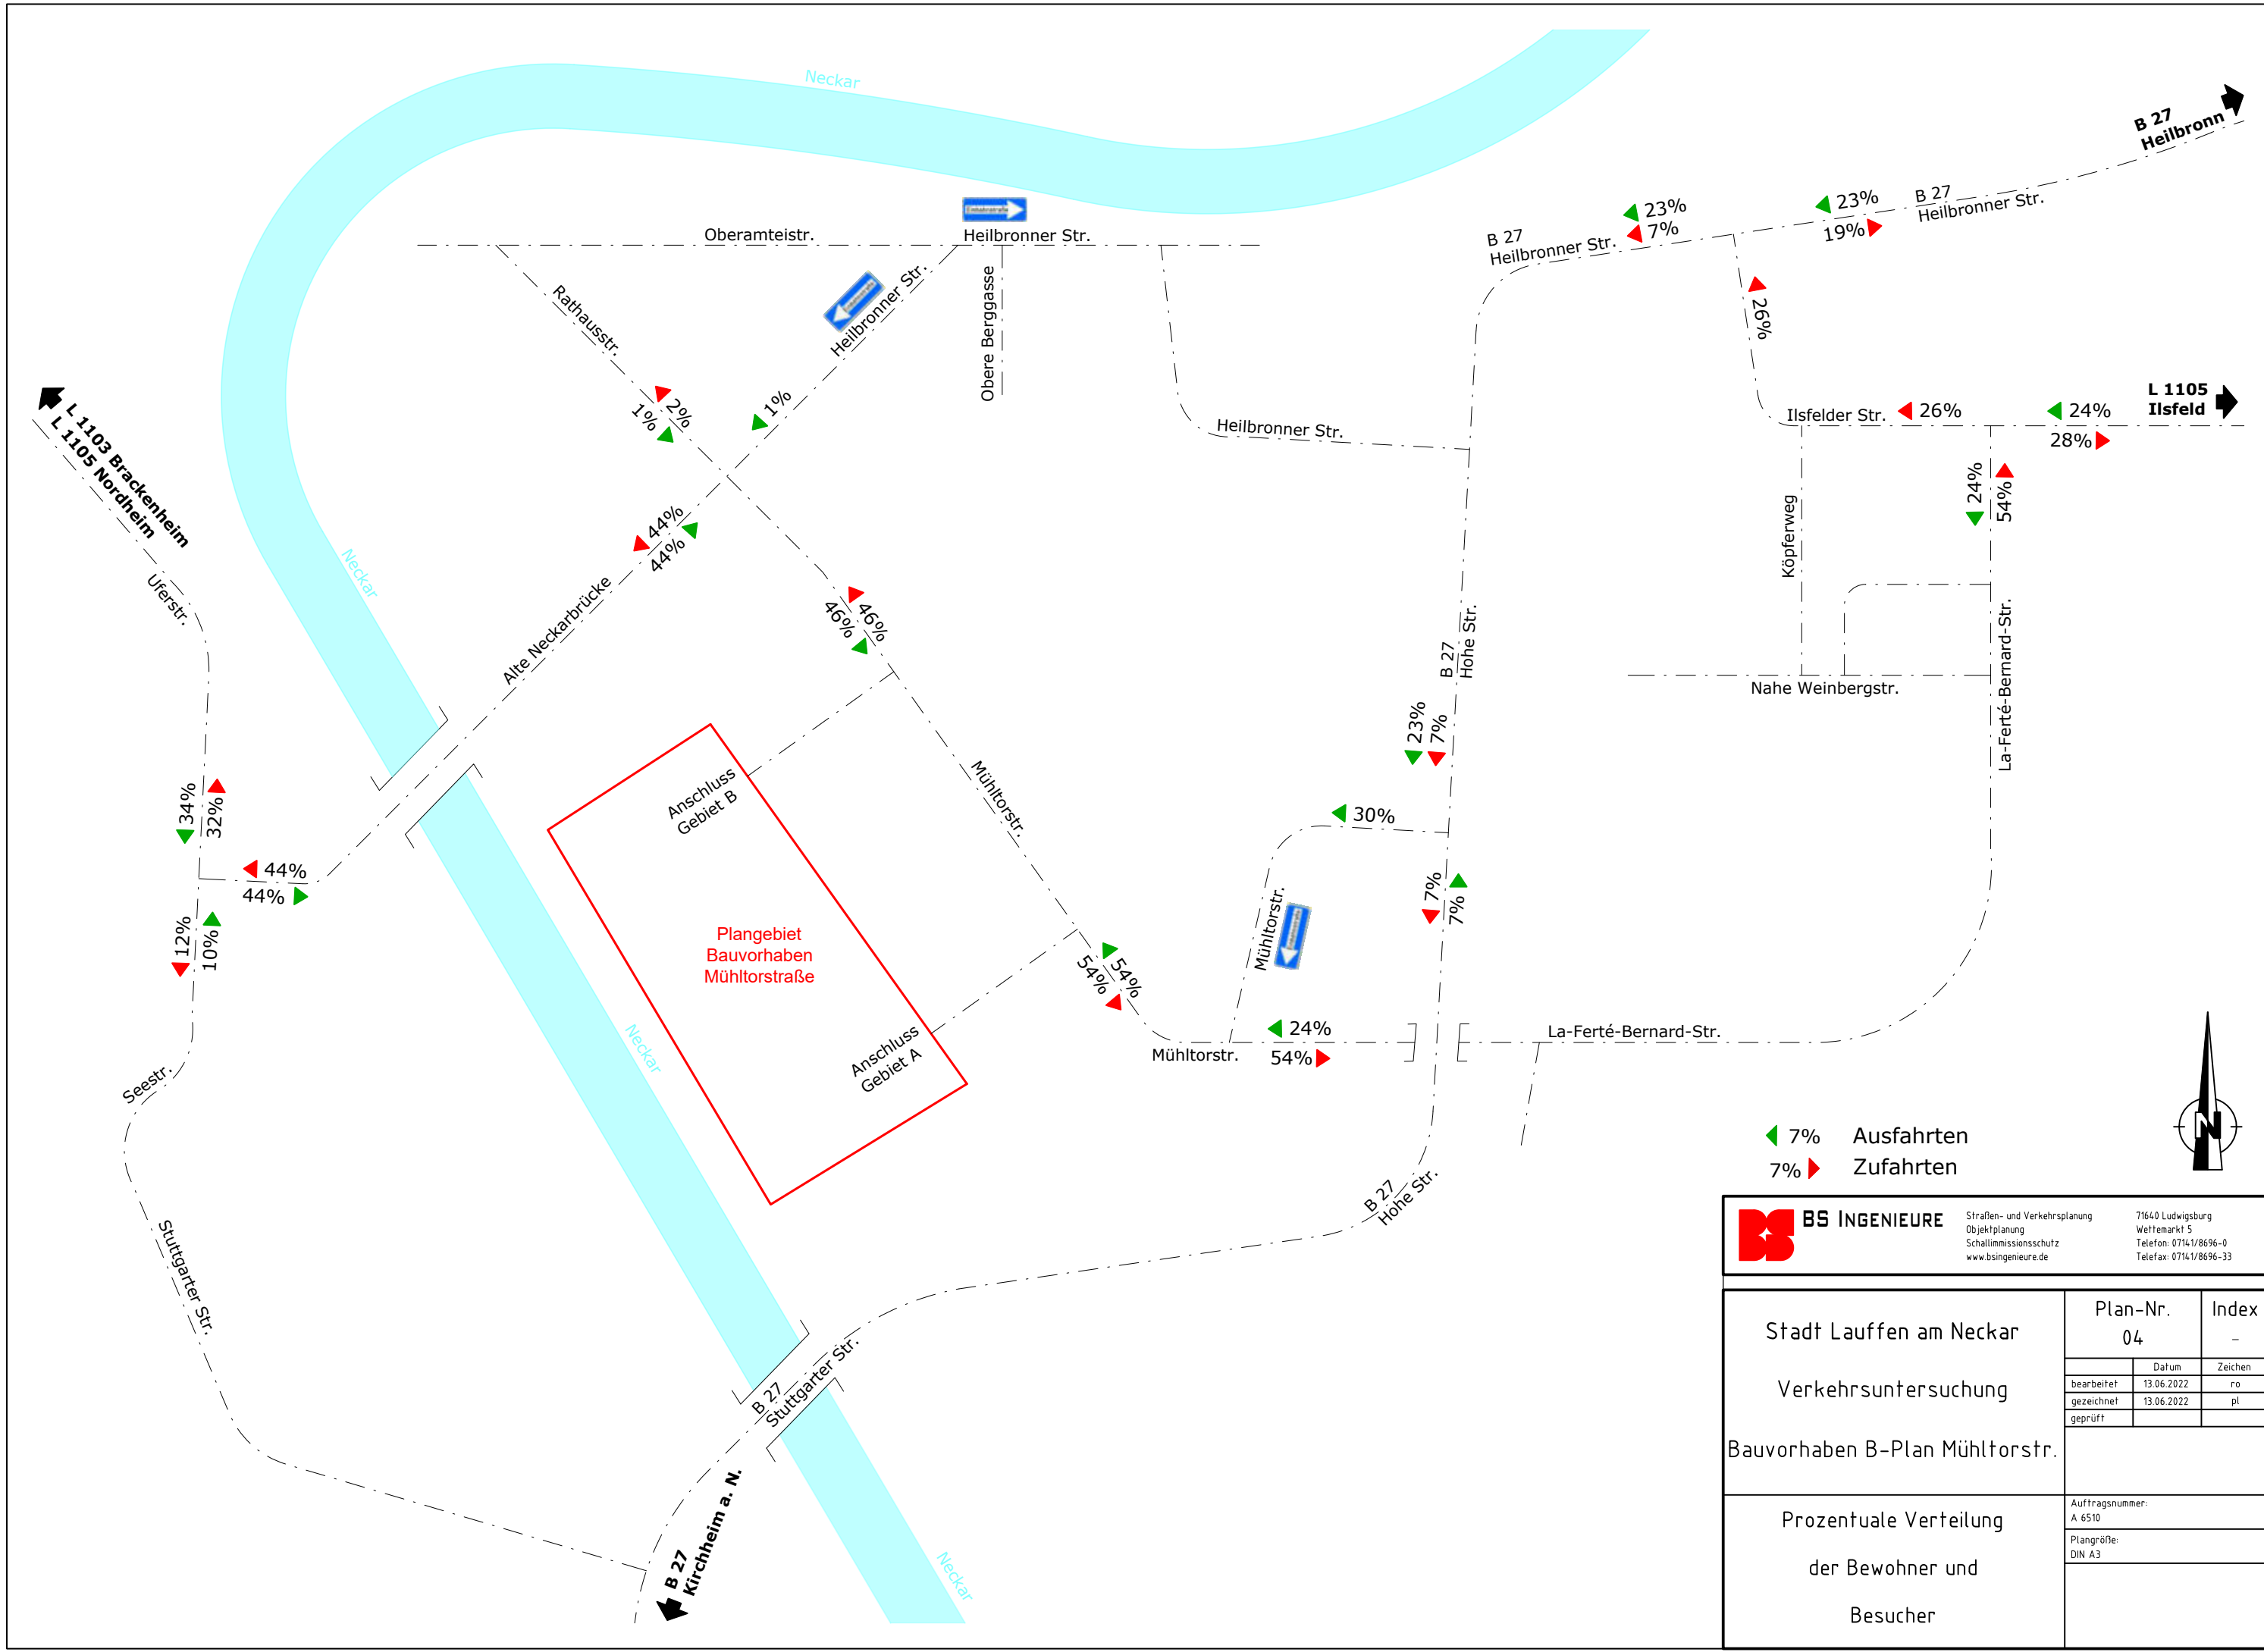 Neckar
B 27
Heilbronn
Oberamteistr.
Heilbronner Str.
Heilbronner Str.
Rathausstr.
Obere Berggasse
B 27
Heilbronner Str.
23%
7%
23%
19%
B 27
Heilbronner Str.
26%
L 1105
Ilsfeld
Ilsfelder Str.
26%
24%
28%
24%
54%
L 1103 Brackenheim
L 1105 Nordheim
Uferstr.
2%
1%
1%
44%
44%
Heilbronner Str.
Neckar
Alte Neckarbrücke
46%
46%
Köpferweg
B 27
Hohe Str.
La-Ferté-Bernard-Str.
Nahe Weinbergstr.
34%
32%
44%
44%
12%
10%
Anschluss
Gebiet B
Mühltorstr.
23%
7%
30%
7%
7%
Mühltorstr.
Plangebiet
Bauvorhaben
Mühltorstraße
54%
54%
Anschluss
Gebiet A
24%
54%
Mühltorstr.
La-Ferté-Bernard-Str.
Neckar
Seestr.
Stuttgarter Str.
B 27
Hohe Str.
B 27
Stuttgarter Str.
B 27
Kirchheim a. N.
Neckar
N
7% Ausfahrten
7% Zufahrten
BS INGENIEURE
Straßen- und Verkehrsplanung
Objektplanung
Schallimmissionsschutz
www.bsingenieure.de
71640 Ludwigsburg
Wettemarkt 5
Telefon: 07141/8696-0
Telefax: 07141/8696-33
Stadt Lauffen am Neckar
Verkehrsuntersuchung
Bauvorhaben B-Plan Mühltorstr.
Plan-Nr. Index
04 -
Datum Zeichen
bearbeitet 13.06.2022 ro
gezeichnet 13.06.2022 pl
geprüft
Prozentuale Verteilung
der Bewohner und
Besucher
Auftragsnummer:
A 6510
Plangröße:
DIN A3